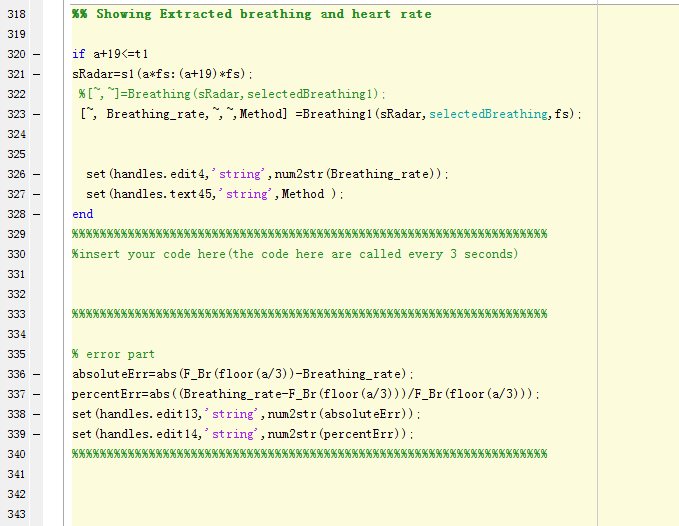 318 %% Showing Extracted breathing and heart rate
319
320 – if a+19<=t1
321 – sRadar=s1(a*fs:(a+19)*fs);
322 %[~,~]=Breathing(sRadar,selectedBreathing1);
323 – [~, Breathing_rate,~,~,Method] =Breathing1(sRadar,selectedBreathing,fs);
324
325
326 – set(handles.edit4,'string',num2str(Breathing_rate));
327 – set(handles.text45,'string',Method );
328 – end
329 %%%%%%%%%%%%%%%%%%%%%%%%%%%%%%%%%%%%%%%%%%%%%%%%%%%%%%%%%%%%%%%%%%%%
330 %insert your code here(the code here are called every 3 seconds)
331
332
333 %%%%%%%%%%%%%%%%%%%%%%%%%%%%%%%%%%%%%%%%%%%%%%%%%%%%%%%%%%%%%%%%%%%%
334
335 % error part
336 – absoluteErr=abs(F_Br(floor(a/3))-Breathing_rate);
337 – percentErr=abs((Breathing_rate-F_Br(floor(a/3)))/F_Br(floor(a/3)));
338 – set(handles.edit13,'string',num2str(absoluteErr));
339 – set(handles.edit14,'string',num2str(percentErr));
340 %%%%%%%%%%%%%%%%%%%%%%%%%%%%%%%%%%%%%%%%%%%%%%%%%%%%%%%%%%%%%%%%%%%%
341
342
343